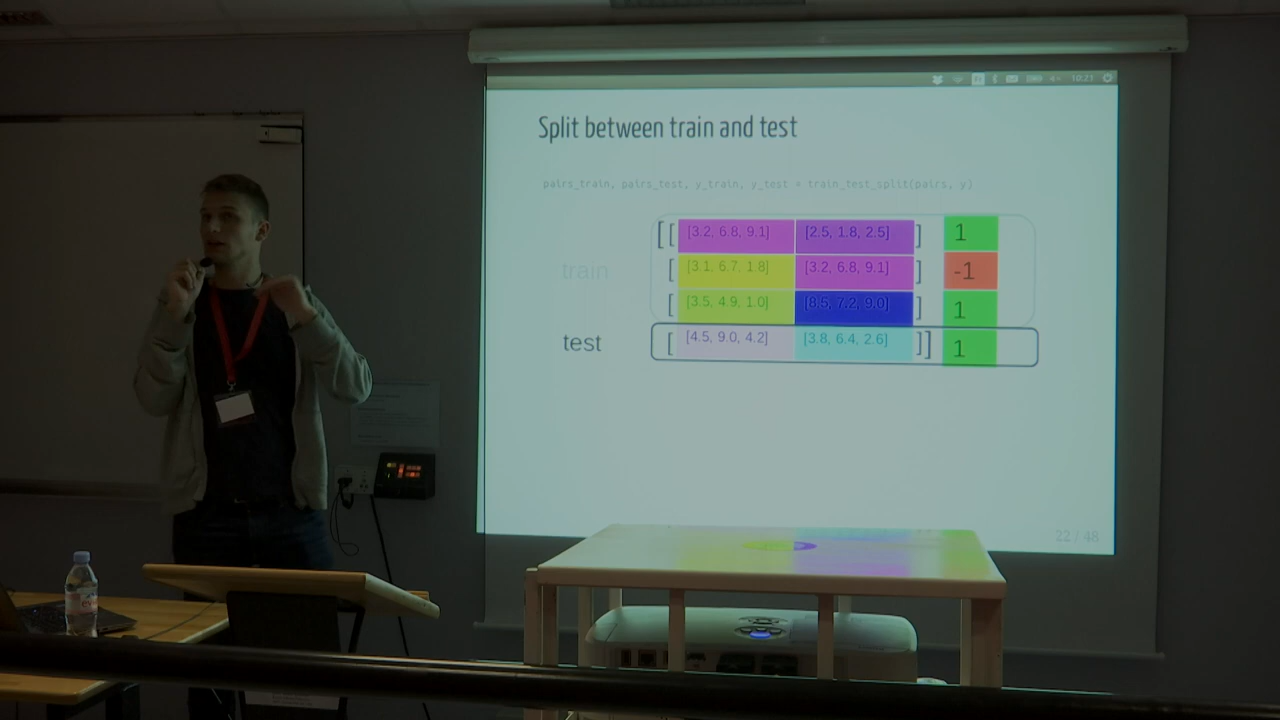 10:21
Split between train and test
pairs_train, pairs_test, y_train, y_test = train_test_split(pairs, y)
[[ [3.2, 6.8, 9.1] [2.5, 1.8, 2.5] ] 1
train [ [3.1, 6.7. 1.8] [3.2, 6.8, 9.1] ] -1
[ [3.5, 4.9, 1.0] [8.5, 7.2, 9.0] ] 1
test [ [4.5, 9.0, 4.2] [3.8, 6.4, 2.6] ]] 1
22 / 48